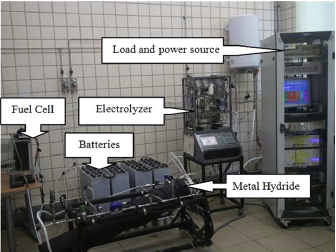 Load and power source
Fuel Cell
Electrolyzer
Batteries
Metal Hydride